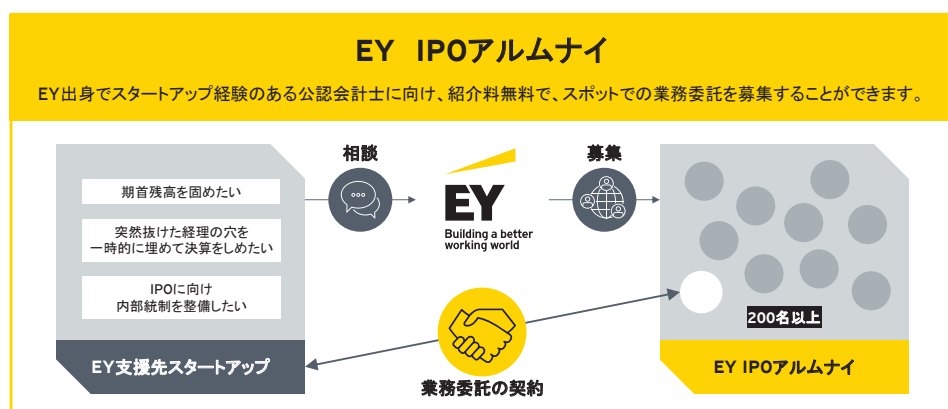 EY IPOアルムナイ
EY出身でスタートアップ経験のある公認会計士に向け、紹介料無料で、スポットでの業務委託を募集することができます。
相談
募集
期首残高を固めたい
突然抜けた経理の穴を
一時的に埋めて決算をしめたい
IPOに向け
内部統制を整備したい
EY支援先スタートアップ
EY
Building a better
working world
業務委託の契約
200名以上
EY IPOアルムナイ